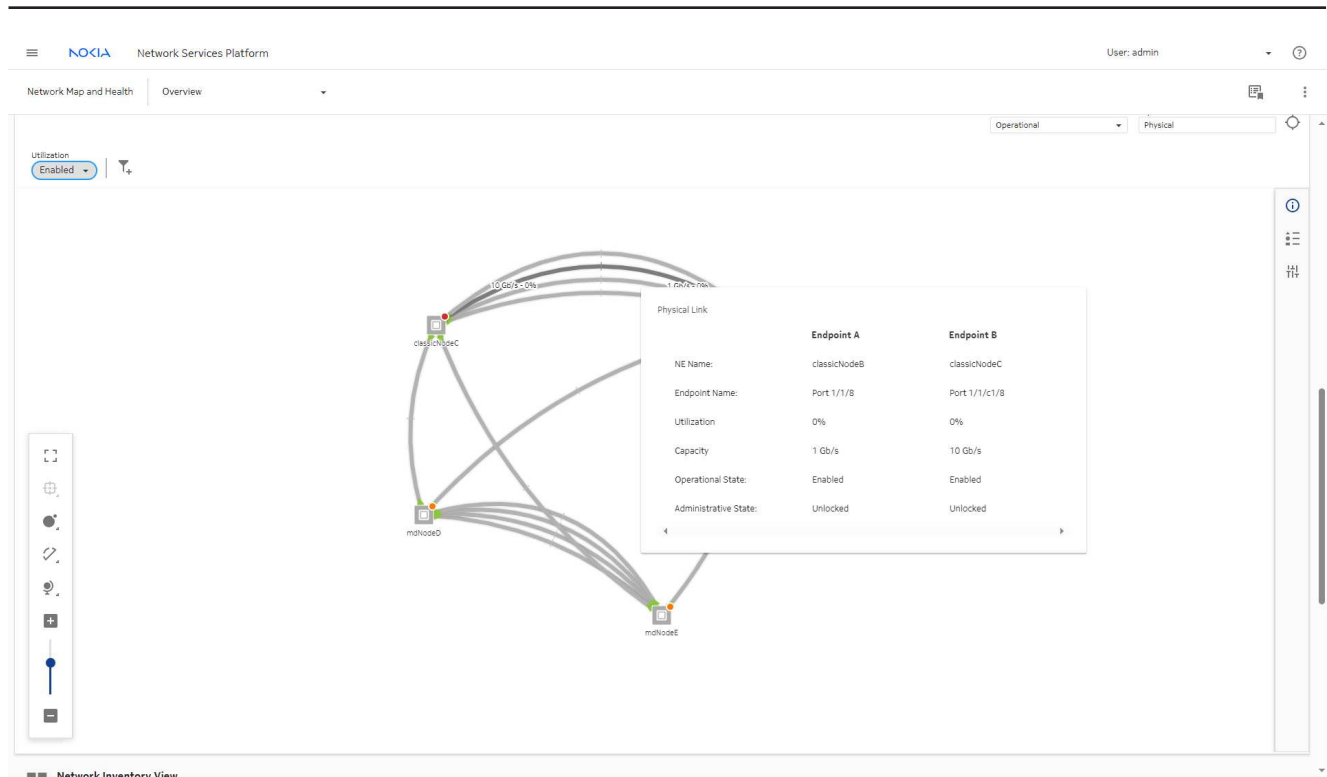 NOKIA Network Services Platform User: admin
Network Map and Health Overview
Operational Physical
Utilization
Enabled
10 Gb/s - 0% 1 Gb/s - 0%
classicNodeC
Physical Link
Endpoint A Endpoint B
NE Name: classicNodeB classicNodeC
Endpoint Name: Port 1/1/8 Port 1/1/c1/8
Utilization 0% 0%
Capacity 1 Gb/s 10 Gb/s
Operational State: Enabled Enabled
Administrative State: Unlocked Unlocked
mdNodeD
mdNodeE
Network Inventory View